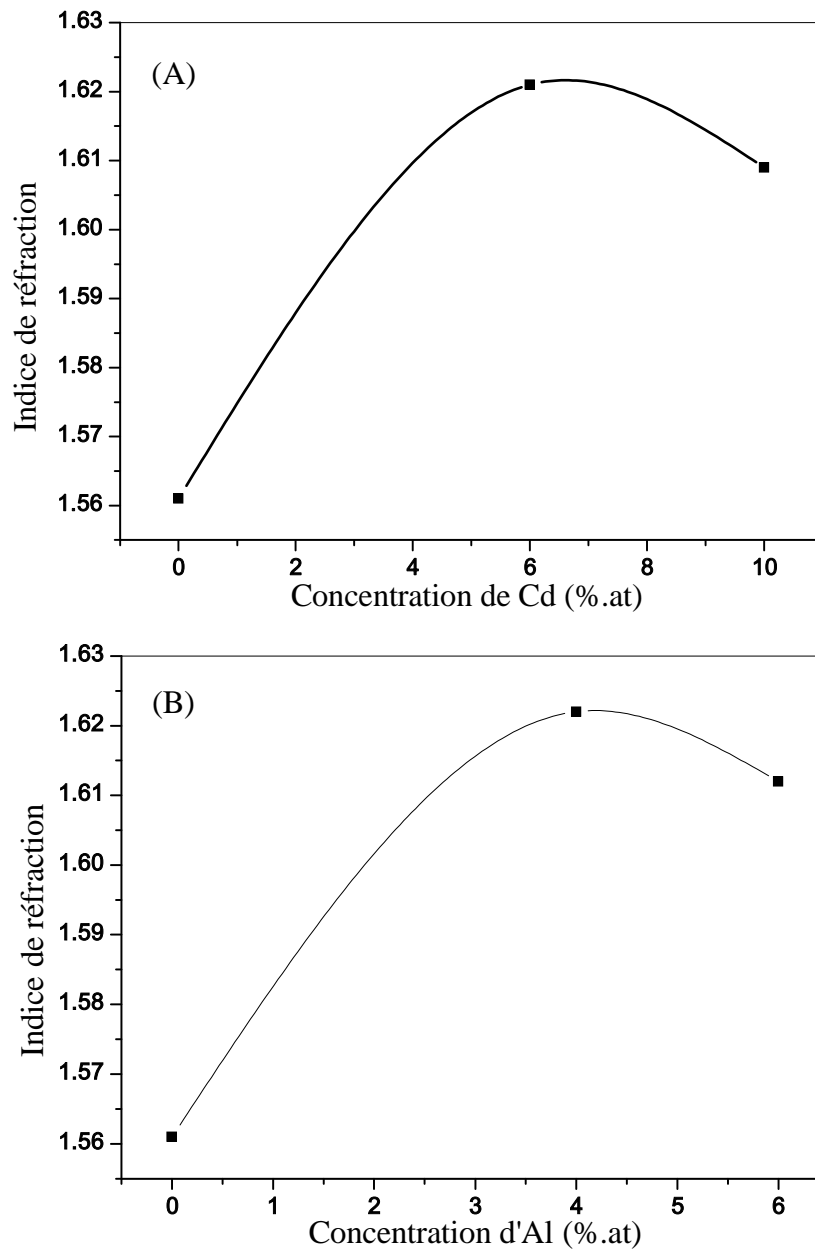 (A)
Indice de réfraction
1.63
1.62
1.61
1.60
1.59
1.58
1.57
1.56
0 2 4 6 8 10
Concentration de Cd (%.at)
(B)
Indice de réfraction
1.63
1.62
1.61
1.60
1.59
1.58
1.57
1.56
0 1 2 3 4 5 6
Concentration d'Al (%.at)